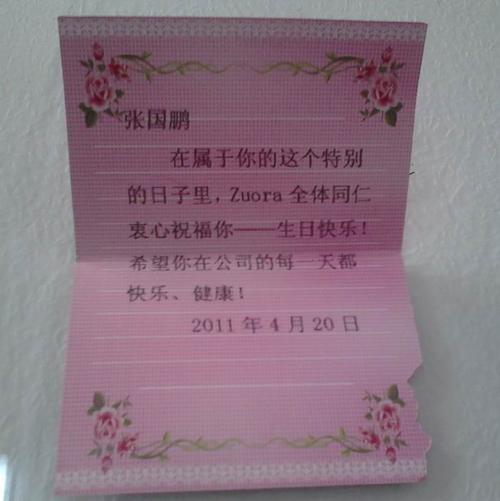 张国鹏
在属于你的这个特别
的日子里，Zuora 全体同仁
衷心祝福你——生日快乐！
希望你在公司的每一天都
快乐、健康！
2011 年 4 月 20 日